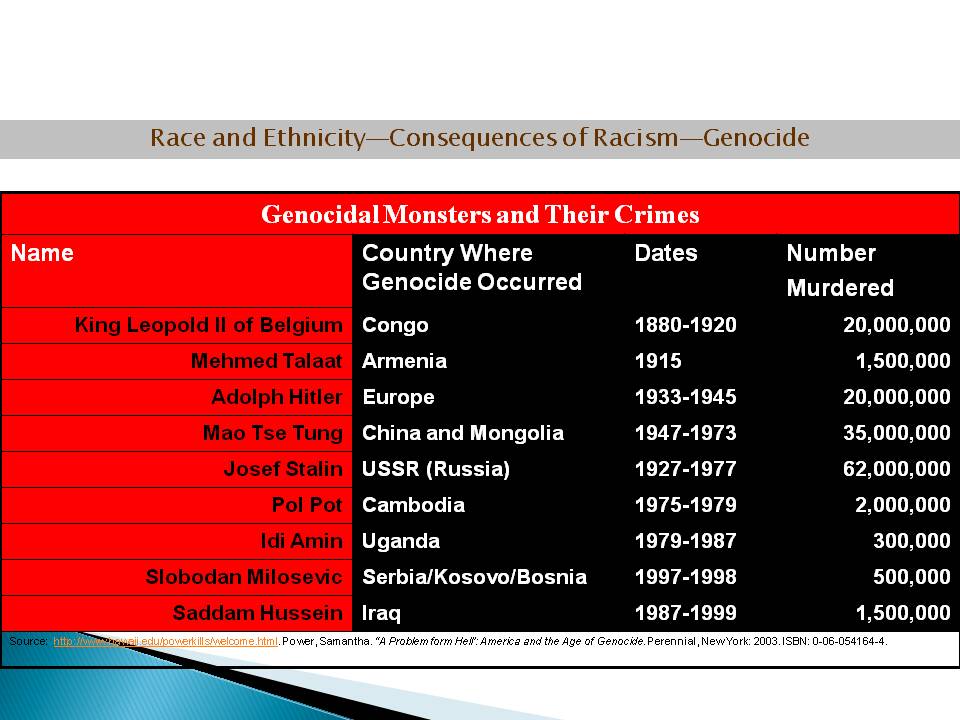 Race and Ethnicity—Consequences of Racism—Genocide
Genocidal Monsters and Their Crimes
Name Country Where Genocide Occurred Dates Number Murdered
King Leopold II of Belgium Congo 1880-1920 20,000,000
Mehmed Talaat Armenia 1915 1,500,000
Adolph Hitler Europe 1933-1945 20,000,000
Mao Tse Tung China and Mongolia 1947-1973 35,000,000
Josef Stalin USSR (Russia) 1927-1977 62,000,000
Pol Pot Cambodia 1975-1979 2,000,000
Idi Amin Uganda 1979-1987 300,000
Slobodan Milosevic Serbia/Kosovo/Bosnia 1997-1998 500,000
Saddam Hussein Iraq 1987-1999 1,500,000
Source: http://www.hawaii.edu/powerkills/welcome.html. Power, Samantha. "A Problem form Hell": America and the Age of Genocide. Perennial, New York: 2003. ISBN: 0-06-054164-4.